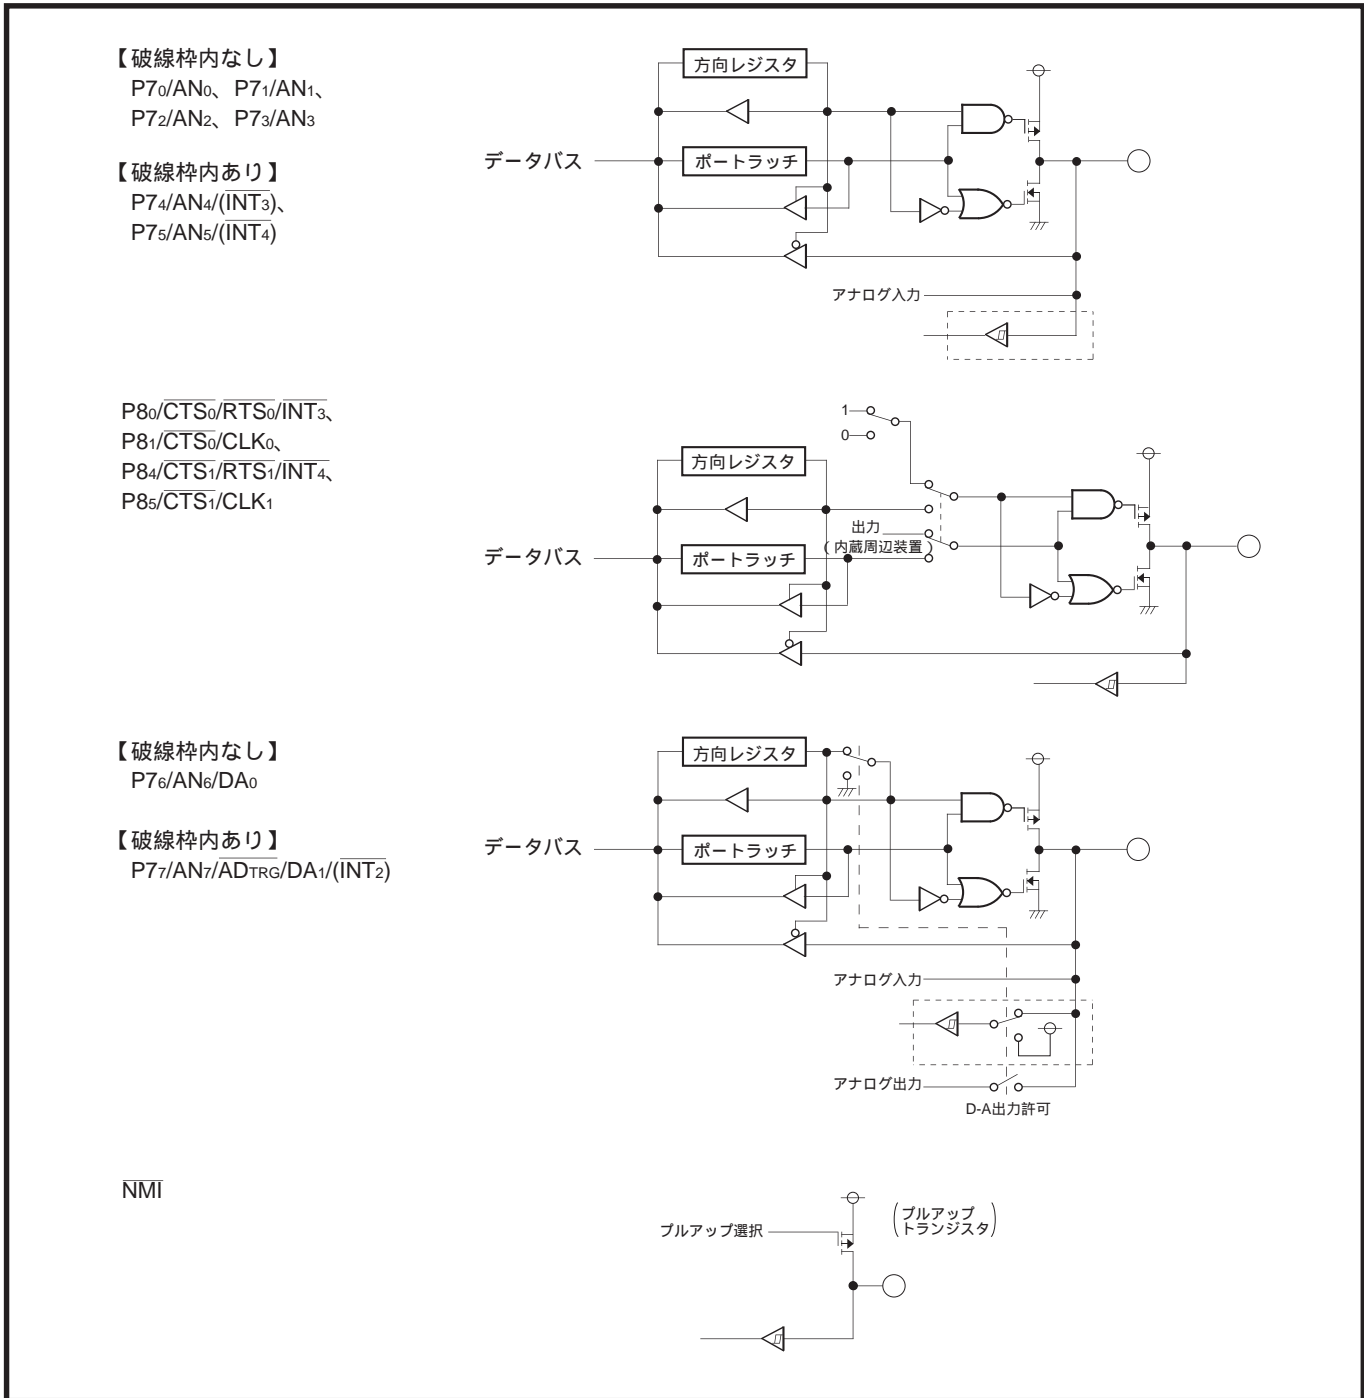 【破線枠内なし】
P70/AN0、P71/AN1、
P72/AN2、P73/AN3
【破線枠内あり】
P74/AN4/(INT3)、
P75/AN5/(INT4)
方向レジスタ
データバス
ポートラッチ
アナログ入力
P80/CTS0/RTS0/INT3、
P81/CTS0/CLK0、
P84/CTS1/RTS1/INT4、
P85/CTS1/CLK1
1
0
方向レジスタ
出力
(内蔵周辺装置)
データバス
ポートラッチ
【破線枠内なし】
P76/AN6/DA0
【破線枠内あり】
P77/AN7/ADTRG/DA1/(INT2)
方向レジスタ
データバス
ポートラッチ
アナログ入力
アナログ出力
D-A出力許可
NMI
プルアップ選択
(プルアップ
トランジスタ)